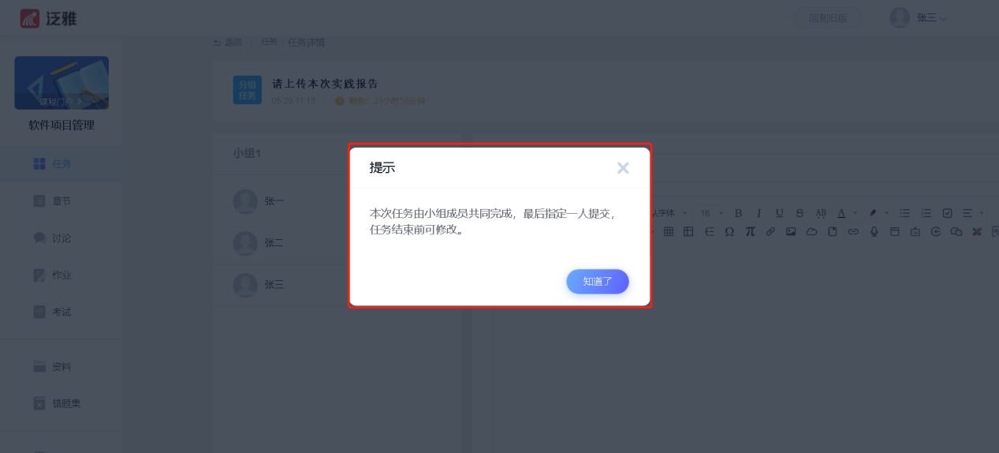 泛雅
回到旧版
张三
返回
任务 › 任务详情
课程门户
软件项目管理
分组
任务
请上传本次实践报告
05-29 11:13
剩余：23小时56分钟
任务
章节
讨论
作业
考试
资料
错题集
小组1
张一
张二
张三
提示
本次任务由小组成员共同完成，最后指定一人提交，
任务结束前可修改。
知道了
认字体 16 B I U S AB A